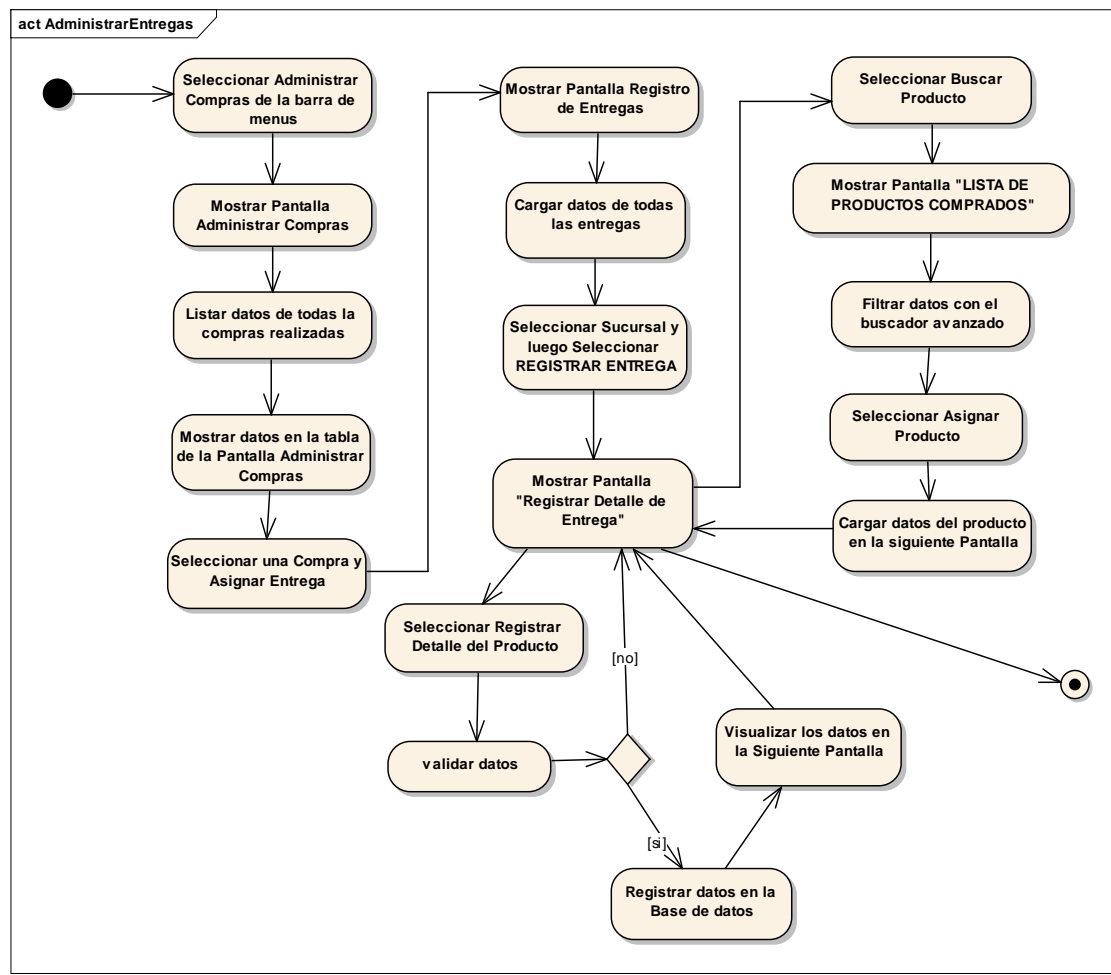 act AdministrarEntregas
Seleccionar Administrar
Compras de la barra de
menus
Mostrar Pantalla
Administrar Compras
Listar datos de todas la
compras realizadas
Mostrar datos en la tabla
de la Pantalla Administrar
Compras
Seleccionar una Compra y
Asignar Entrega
Mostrar Pantalla Registro
de Entregas
Cargar datos de todas
las entregas
Seleccionar Sucursal y
luego Seleccionar
REGISTRAR ENTREGA
Mostrar Pantalla
"Registrar Detalle de
Entrega"
Seleccionar Buscar
Producto
Mostrar Pantalla "LISTA DE
PRODUCTOS COMPRADOS"
Filtrar datos con el
buscador avanzado
Seleccionar Asignar
Producto
Cargar datos del producto
en la siguiente Pantalla
Seleccionar Registrar
Detalle del Producto
validar datos
[no]
[si]
Registrar datos en la
Base de datos
Visualizar los datos en
la Siguiente Pantalla